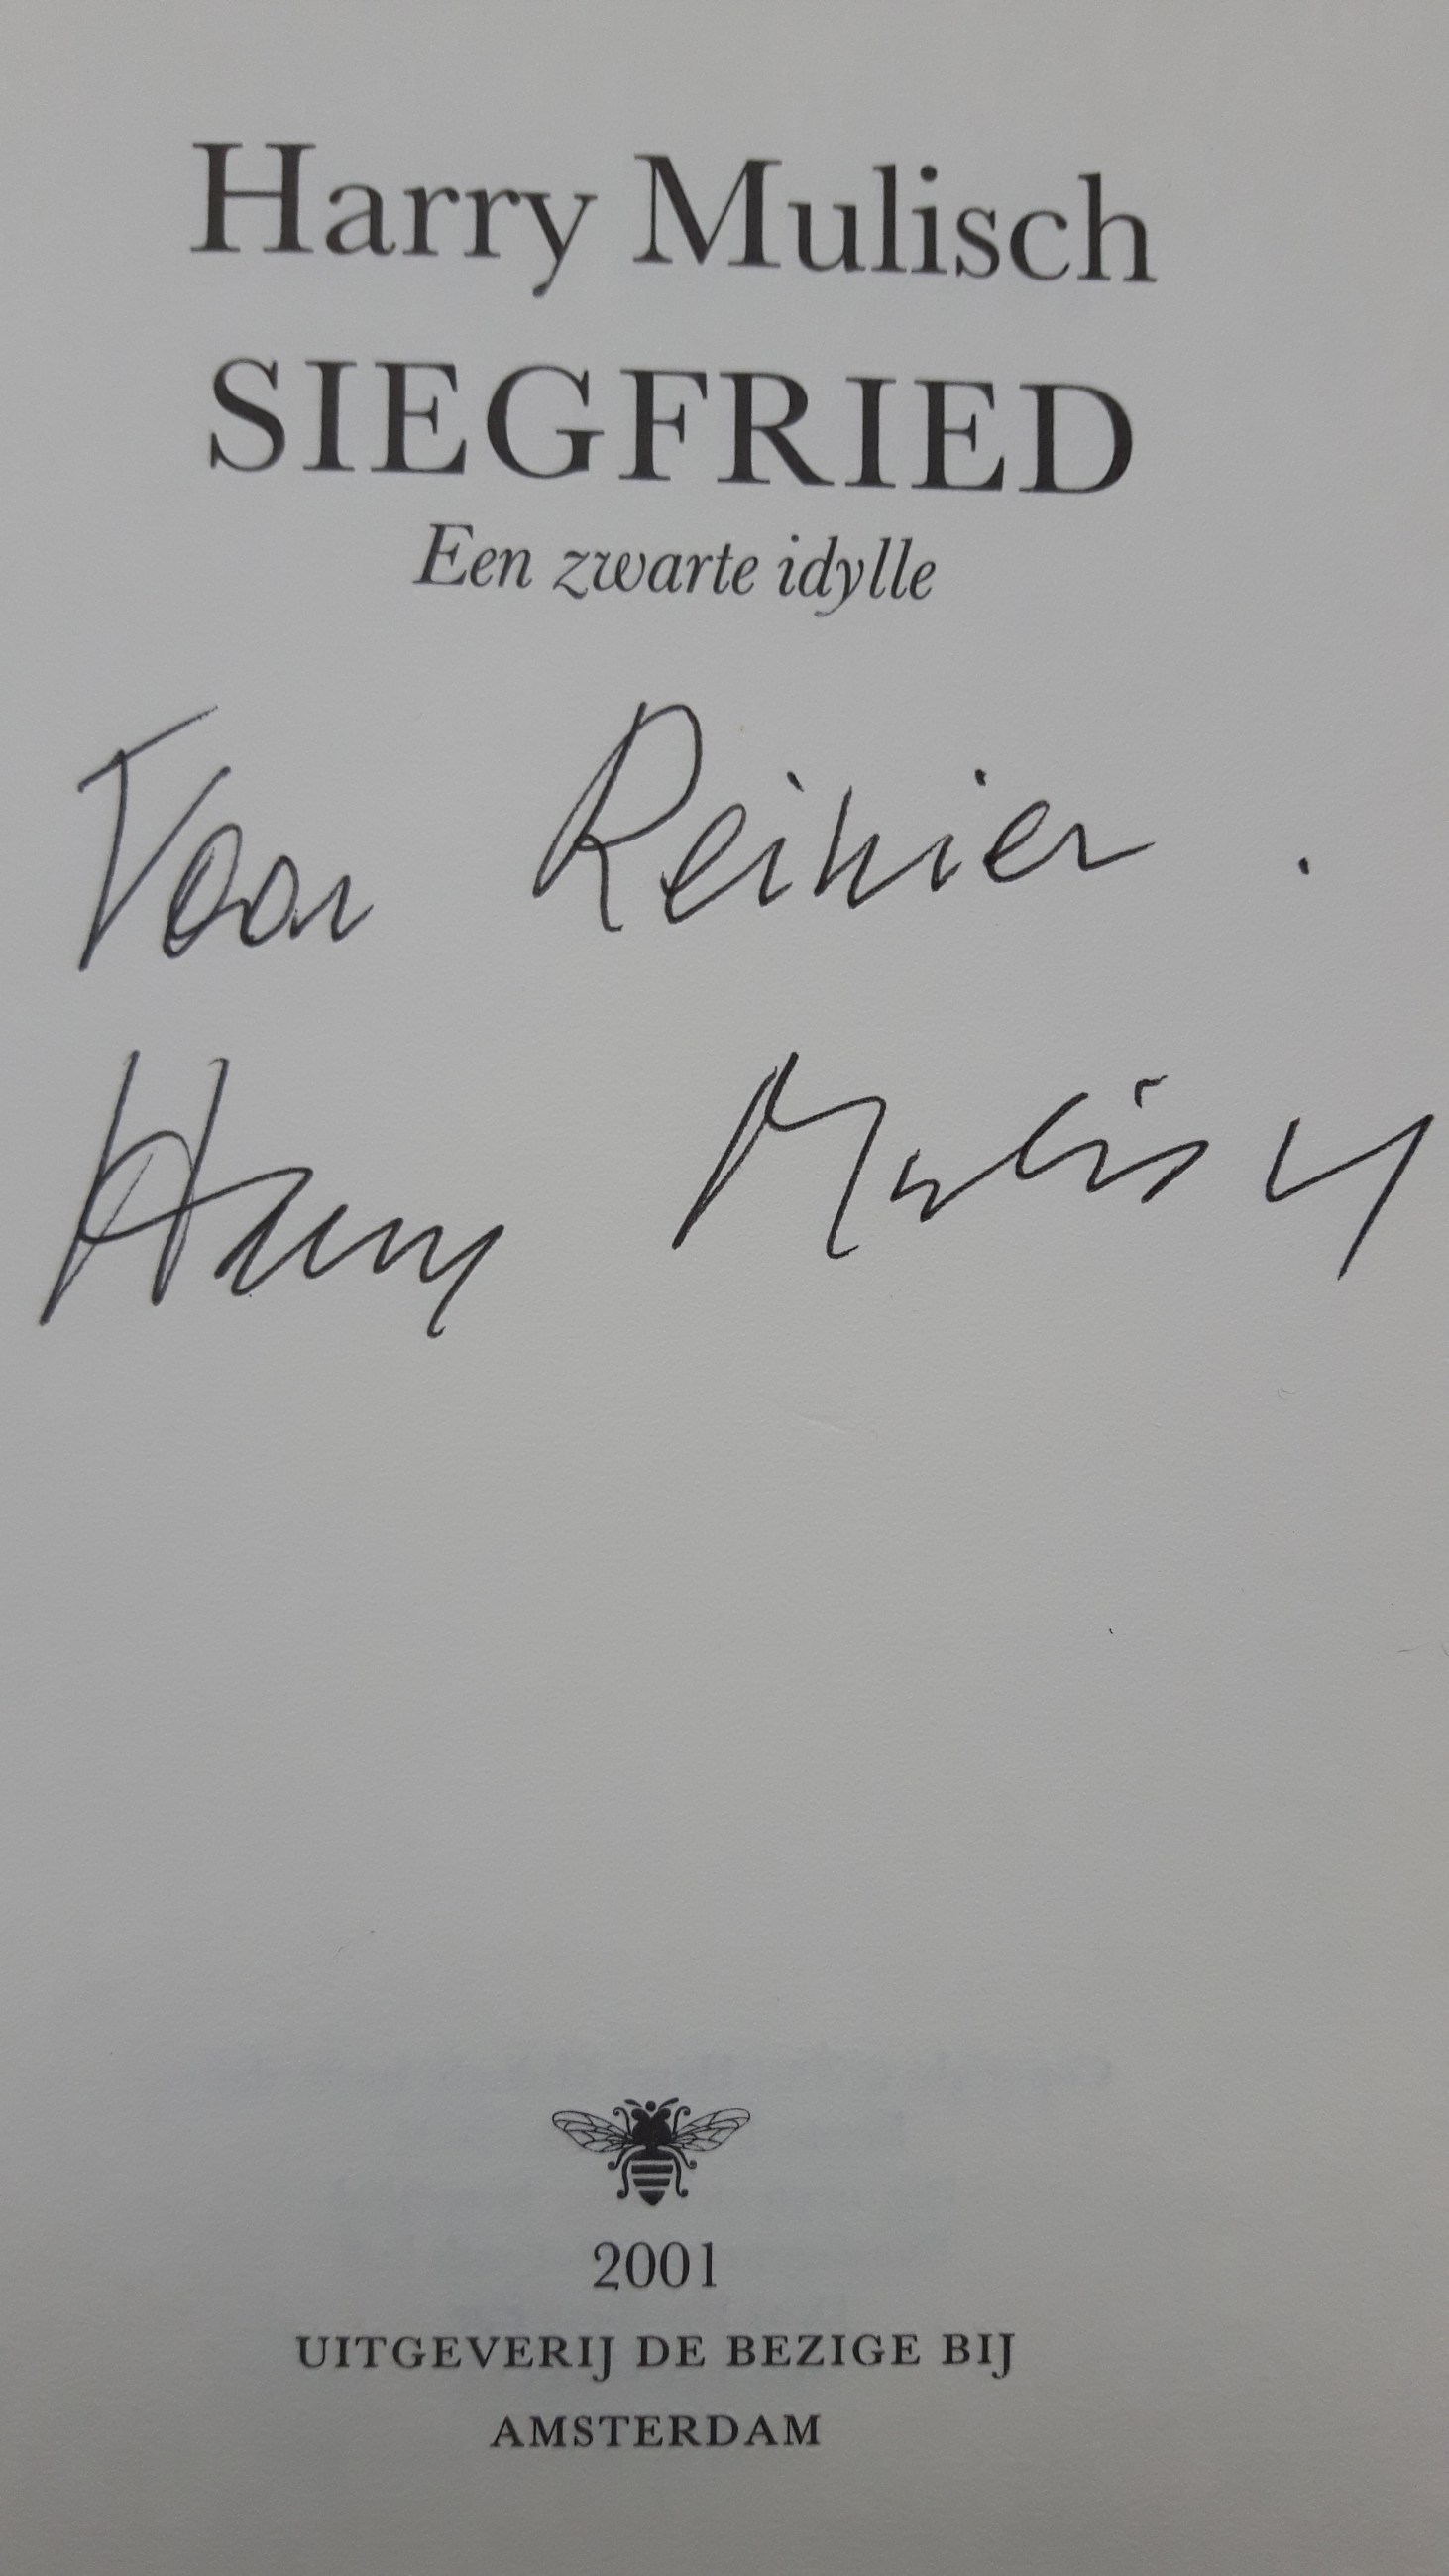 Harry Mulisch
SIEGFRIED
Een zwarte idylle
Voor Reinier.
Harry Mulisch
2001
UITGEVERIJ DE BEZIGE BIJ
AMSTERDAM